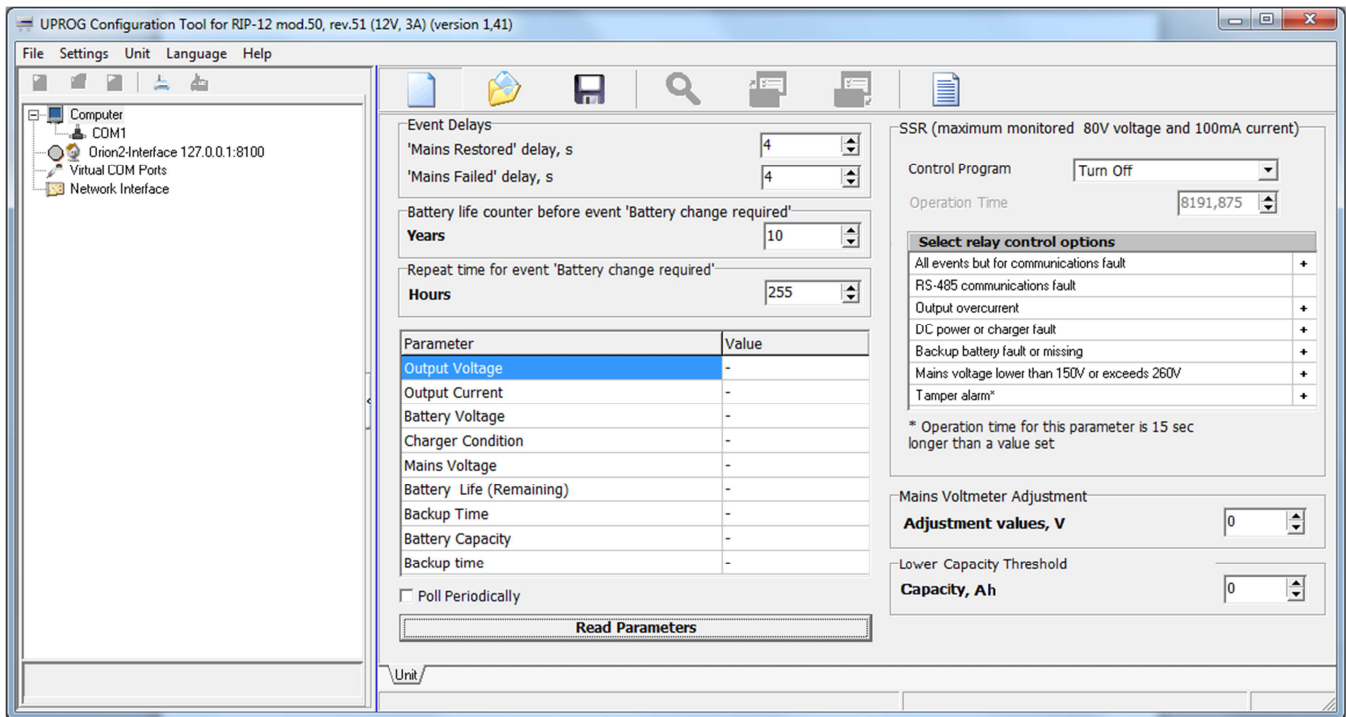 UPROG Configuration Tool for RIP-12 mod.50, rev.51 (12V, 3A) (version 1,41)
File Settings Unit Language Help
Computer
COM1
Orion2-Interface 127.0.0.1:8100
Virtual COM Ports
Network Interface
Event Delays
'Mains Restored' delay, s 4
'Mains Failed' delay, s 4
Battery life counter before event 'Battery change required'
Years 10
Repeat time for event 'Battery change required'
Hours 255
Parameter Value
Output Voltage -
Output Current -
Battery Voltage -
Charger Condition -
Mains Voltage -
Battery Life (Remaining) -
Backup Time -
Battery Capacity -
Backup time -
Poll Periodically
Read Parameters
Unit
SSR (maximum monitored 80V voltage and 100mA current)
Control Program Turn Off
Operation Time 8191,875
Select relay control options
All events but for communications fault +
RS-485 communications fault
Output overcurrent +
DC power or charger fault +
Backup battery fault or missing +
Mains voltage lower than 150V or exceeds 260V +
Tamper alarm* +
* Operation time for this parameter is 15 sec
longer than a value set
Mains Voltmeter Adjustment
Adjustment values, V 0
Lower Capacity Threshold
Capacity, Ah 0